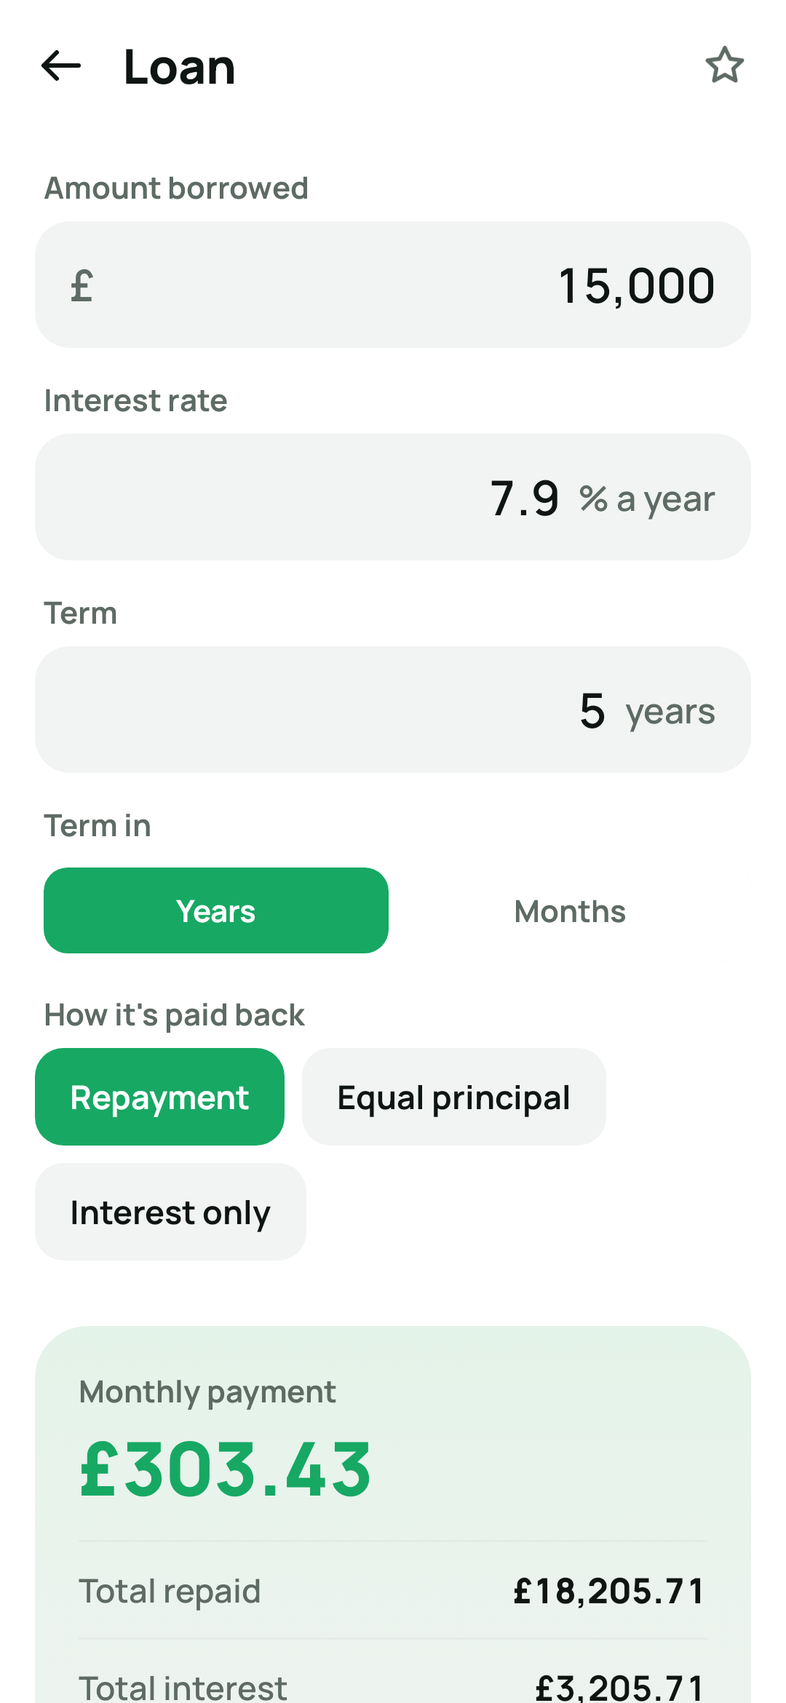 Loan
Amount borrowed
£ 15,000
Interest rate
7.9 % a year
Term
5 years
Term in
Years Months
How it's paid back
Repayment Equal principal
Interest only
Monthly payment
£303.43
Total repaid £18,205.71
Total interest £3,205.71